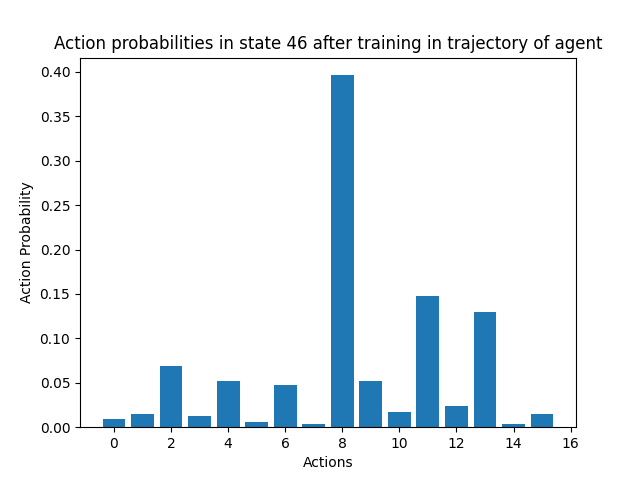 Action probabilities in state 46 after training in trajectory of agent
0.40
0.35
0.30
0.25
0.20
0.15
0.10
0.05
0.00
Action Probability
0 2 4 6 8 10 12 14 16
Actions